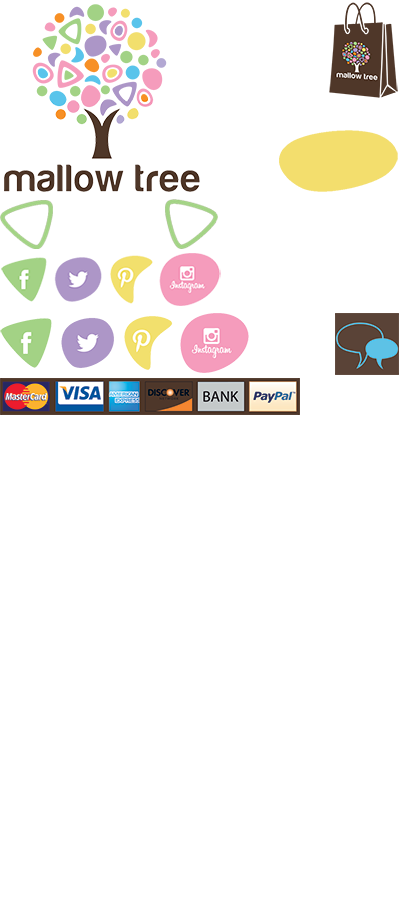 mallow tree
mallow tree
f
f
Instagram
Instagram
MasterCard
VISA
AMERICAN EXPRESS
DISCOVER
BANK
PayPal